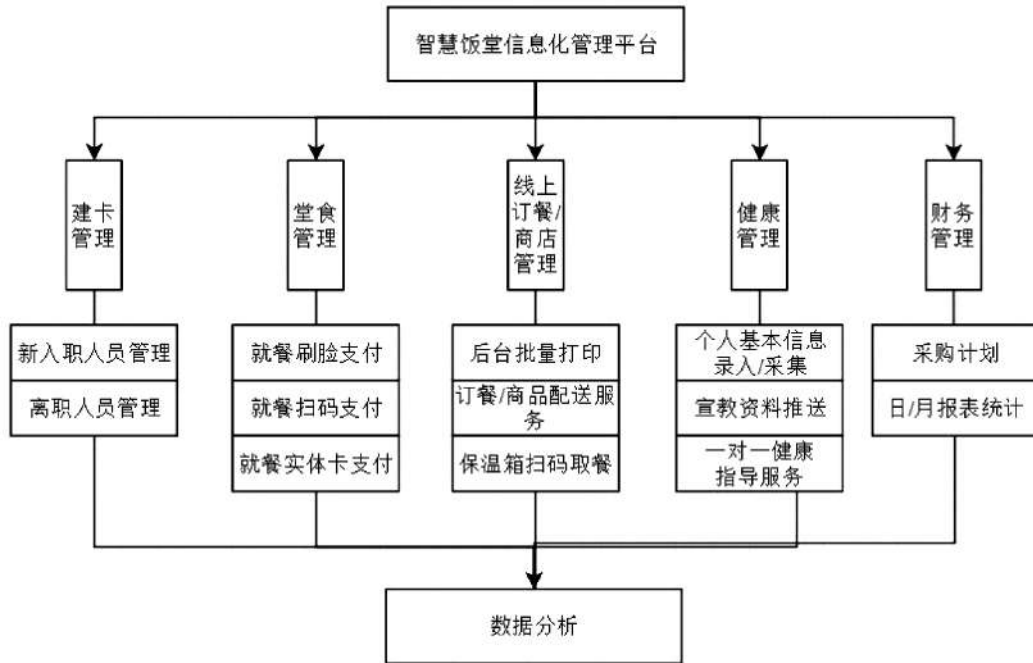 智慧饭堂信息化管理平台
建卡
管理
堂食
管理
线上
订餐/
商店
管理
健康
管理
财务
管理
新入职人员管理
离职人员管理
就餐刷脸支付
就餐扫码支付
就餐实体卡支付
后台批量打印
订餐/商品配送服
务
保温箱扫码取餐
个人基本信息
录入/采集
宣教资料推送
一对一健康
指导服务
采购计划
日/月报表统计
数据分析